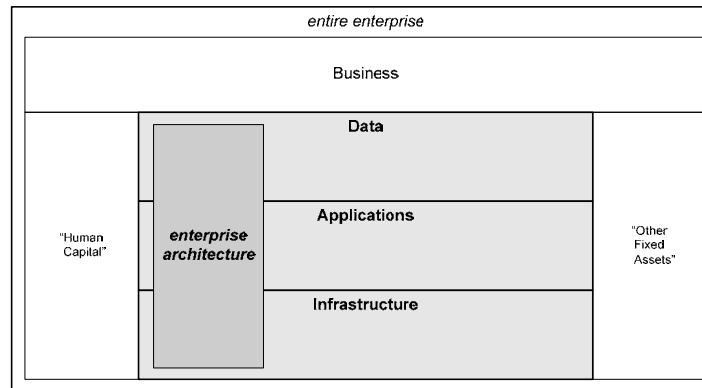 entire enterprise
Business
Data
Applications
Infrastructure
enterprise
architecture
"Human
Capital"
"Other
Fixed
Assets"